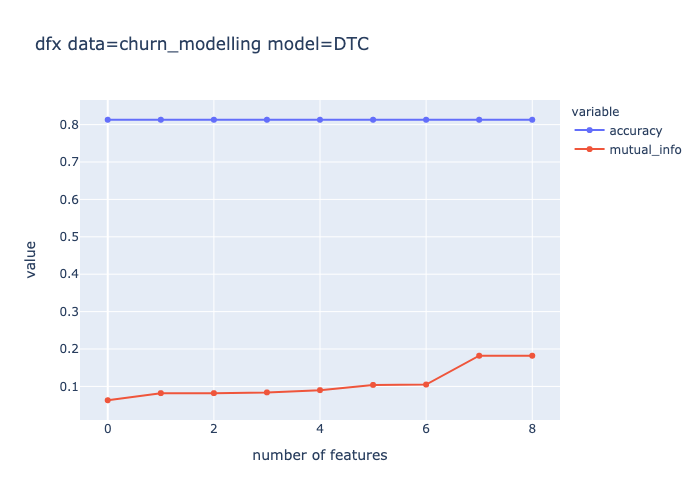 dfx data=churn_modelling model=DTC
variable
accuracy
mutual_info
value
0.8
0.7
0.6
0.5
0.4
0.3
0.2
0.1
0 2 4 6 8
number of features